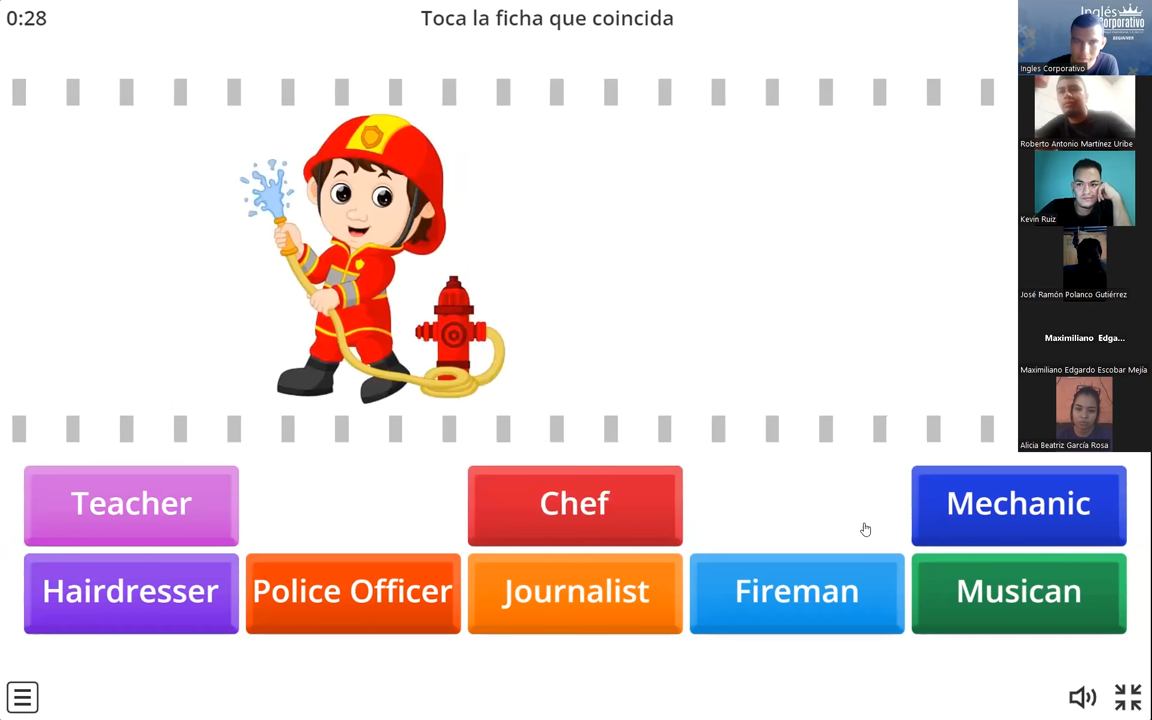 0:28
Toca la ficha que coincida
Inglés
Corporativo
BEGINNER
Ingles Corporativo
Roberto Antonio Martínez Uribe
Kevin Ruiz
José Ramón Polanco Gutiérrez
Maximiliano Edga...
Maximiliano Edgardo Escobar Mejía
Alicia Beatriz García Rosa
Teacher
Chef
Mechanic
Hairdresser
Police Officer
Journalist
Fireman
Musican